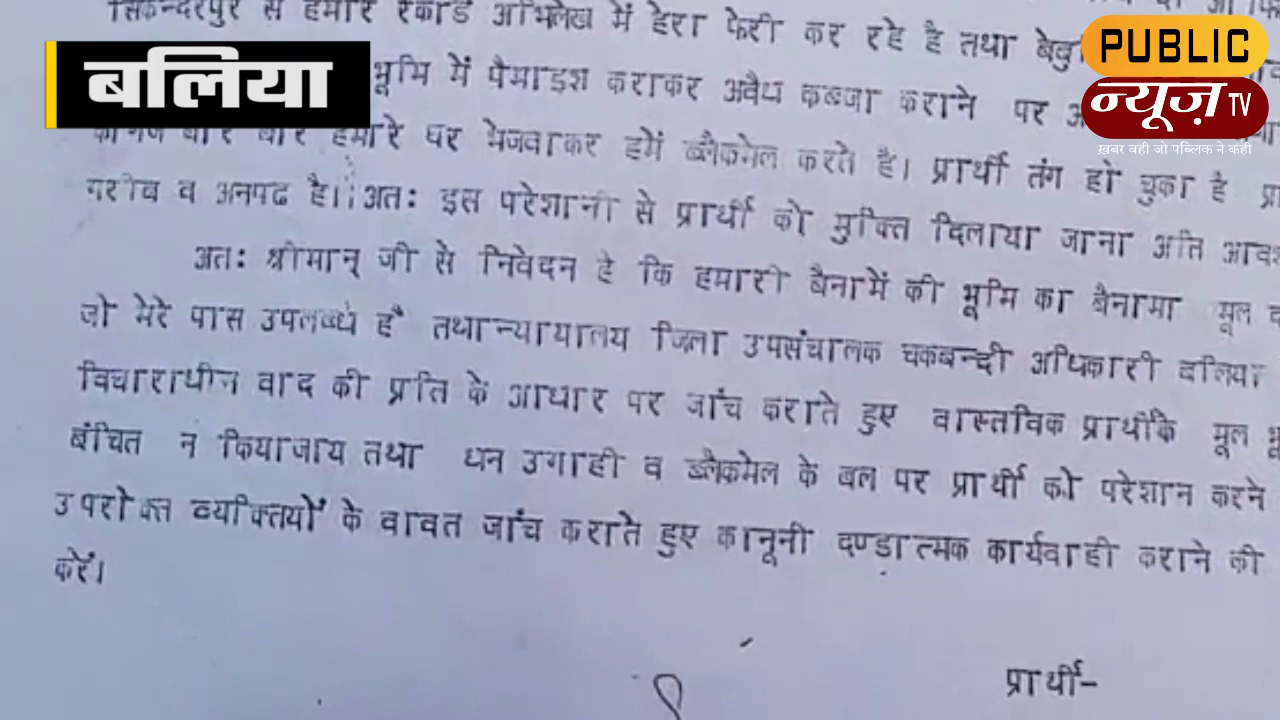 सिकन्दरपुर से हमारे रेकार्ड अभिलेख में हेरा फेरी कर रहे है तथा
बलिया
PUBLIC
न्यूज़ TV
ख़बर वही जो पब्लिक ने कही
भूमि में पैमाइश कराकर अवैध कब्जा कराने पर
कागज बार बार हमारे घर भेजवाकर हमें ब्लैकमेल करते है। प्रार्थी तंग हो चुका है
गरीब व अनपढ है। अतः इस परेशानी से प्रार्थी को मुक्ति दिलाया जाना अति
अतः श्रीमान् जी से निवेदन है कि हमारी बैनामें की भूमि का बैनामा मूल
जो मेरे पास उपलब्ध है तथा न्यायालय जिला उपसंचालक चकबन्दी अधिकारी बलिया
विचाराधीन वाद की प्रति के आधार पर जांच कराते हुए वास्तविक प्रार्थीके मूल
बंचित न कियाजाय तथा धन उगाही व ब्लैकमेल के बल पर प्रार्थी को परेशान करने
उपरोक्त व्यक्तियों के वावत जांच कराते हुए कानूनी दण्डात्मक कार्यवाही कराने की
करें।
प्रार्थी-